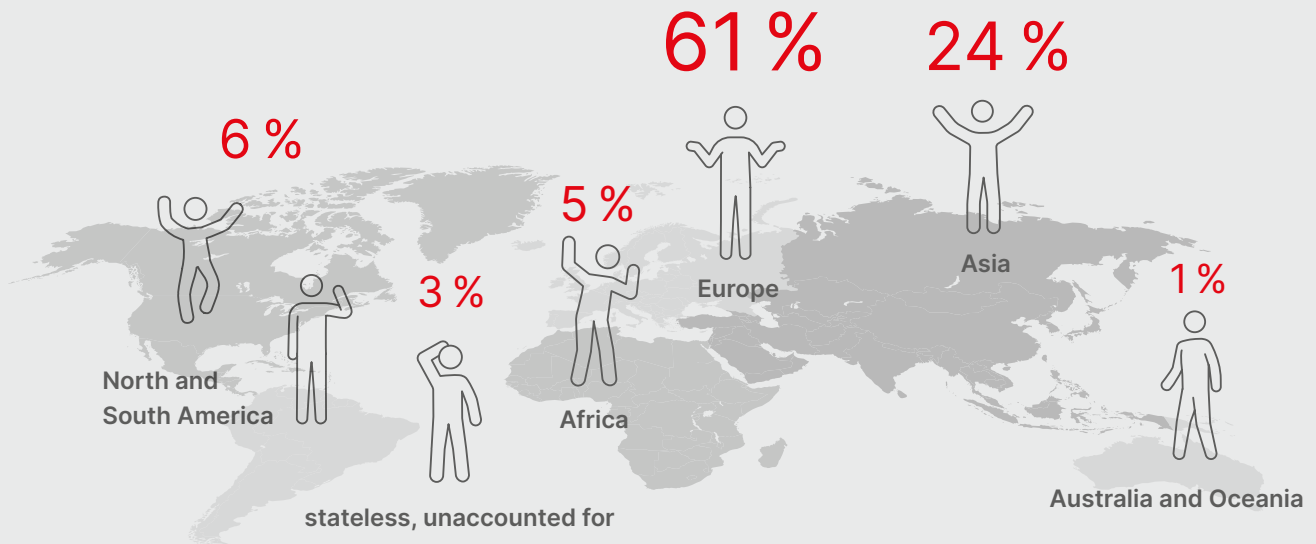 61 %
24 %
6 %
5 %
Asia
1 %
3 %
Europe
North and
South America
Africa
Australia and Oceania
stateless, unaccounted for